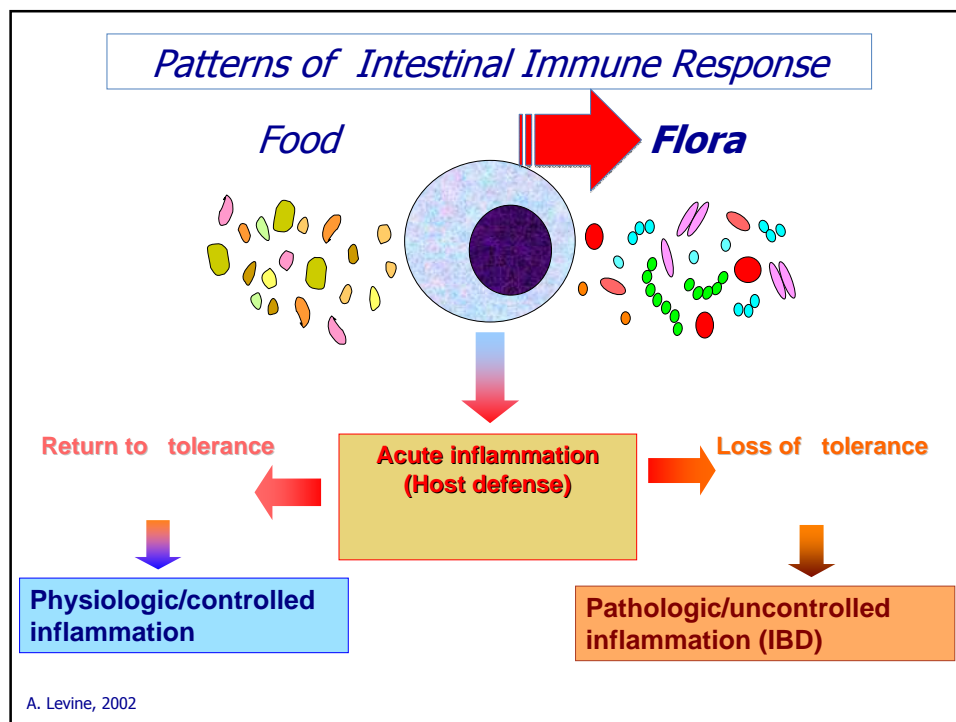 Patterns of Intestinal Immune Response
Food
Flora
Return to tolerance
Acute inflammation
(Host defense)
Loss of tolerance
Physiologic/controlled
inflammation
Pathologic/uncontrolled
inflammation (IBD)
A. Levine, 2002